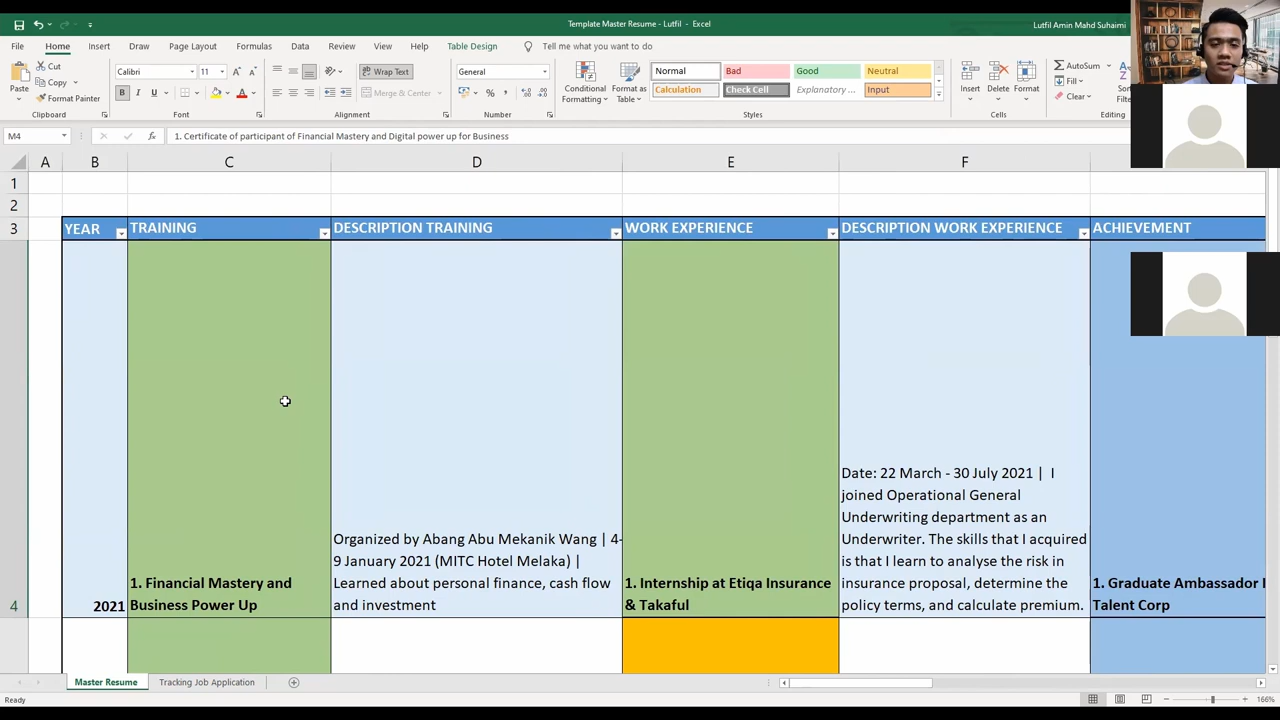 Template Master Resume - Lutfil - Excel
Lutfil Amin Mahd Suhaimi
File Home Insert Draw Page Layout Formulas Data Review View Help Table Design Tell me what you want to do
Paste
Cut
Copy
Format Painter
Clipboard
Calibri 11
B I U
Font
Wrap Text
Merge & Center
Alignment
General
Number
Conditional Formatting
Format as Table
Normal Bad Good Neutral
Calculation Check Cell Explanatory ... Input
Styles
Insert Delete Format
Cells
AutoSum
Fill
Clear
Editing
M4
fx
1. Certificate of participant of Financial Mastery and Digital power up for Business
A B C D E F
1
2
3 YEAR TRAINING DESCRIPTION TRAINING WORK EXPERIENCE DESCRIPTION WORK EXPERIENCE ACHIEVEMENT
4
2021
1. Financial Mastery and
Business Power Up
Organized by Abang Abu Mekanik Wang | 4-
9 January 2021 (MITC Hotel Melaka) |
Learned about personal finance, cash flow
and investment
1. Internship at Etiqa Insurance
& Takaful
Date: 22 March - 30 July 2021 | I
joined Operational General
Underwriting department as an
Underwriter. The skills that I acquired
is that I learn to analyse the risk in
insurance proposal, determine the
policy terms, and calculate premium.
1. Graduate Ambassador
Talent Corp
Master Resume Tracking Job Application
Ready
166%